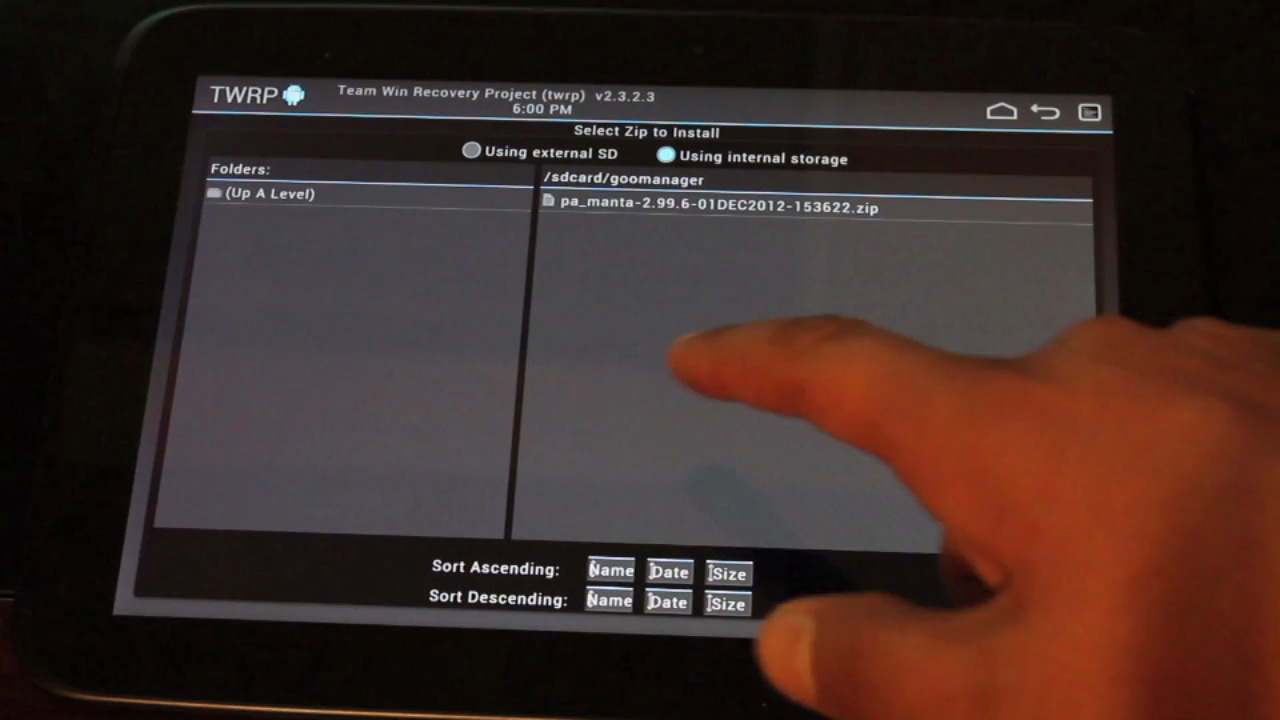 TWRP
Team Win Recovery Project (twrp) v2.3.2.3
6:00 PM
Select Zip to Install
Using external SD Using internal storage
Folders:
(Up A Level)
/sdcard/goomanager
pa_manta-2.99.6-01DEC2012-153622.zip
Sort Ascending: Name Date Size
Sort Descending: Name Date Size